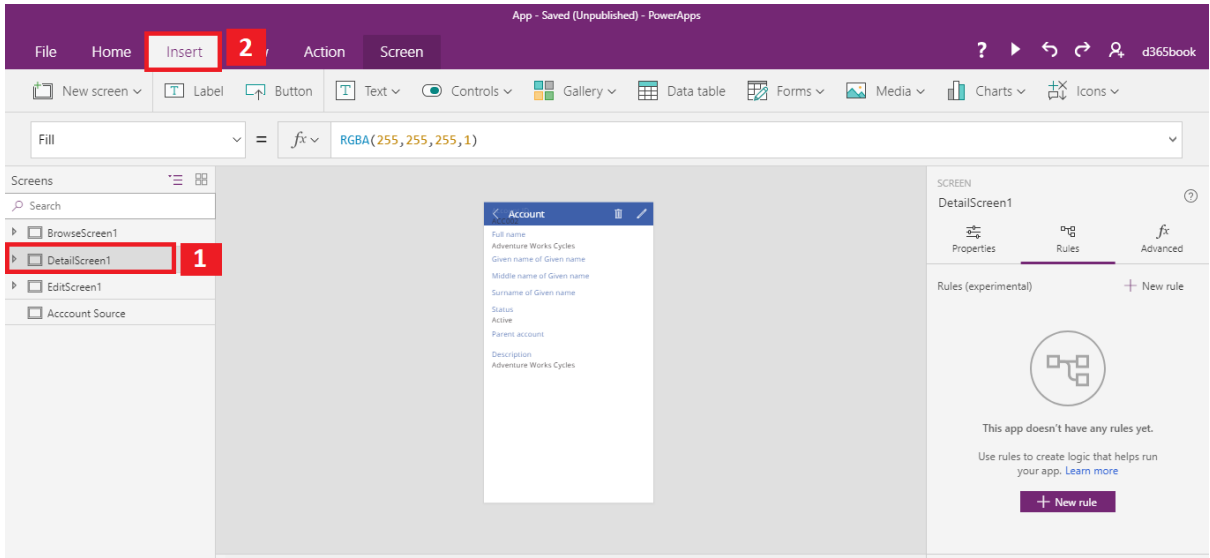 App - Saved (Unpublished) - PowerApps
File Home Insert 2 Action Screen ? d365book
New screen Label Button Text Controls Gallery Data table Forms Media Charts Icons
Fill = fx RGBA(255,255,255,1)
Screens
Search
BrowseScreen1
DetailScreen1 1
EditScreen1
Acccount Source
Account
Full name
Adventure Works Cycles
Given name of Given name
Middle name of Given name
Surname of Given name
Status
Active
Parent account
Description
Adventure Works Cycles
SCREEN
DetailScreen1
Properties Rules Advanced
Rules (experimental) + New rule
This app doesn't have any rules yet.
Use rules to create logic that helps run
your app. Learn more
+ New rule